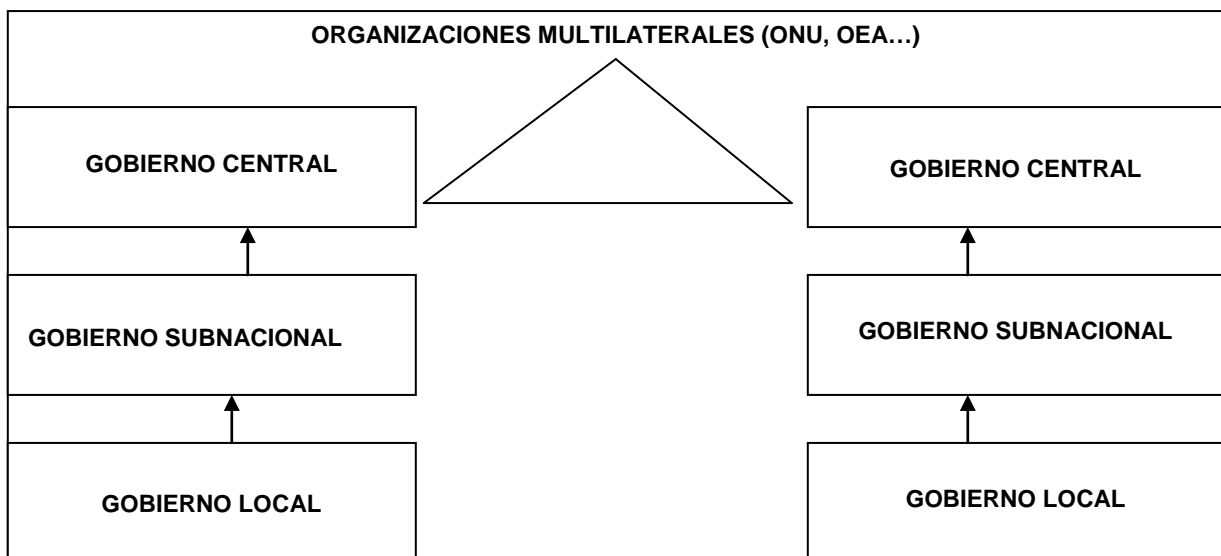 ORGANIZACIONES MULTILATERALES (ONU, OEA…)
GOBIERNO CENTRAL
GOBIERNO CENTRAL
GOBIERNO SUBNACIONAL
GOBIERNO SUBNACIONAL
GOBIERNO LOCAL
GOBIERNO LOCAL